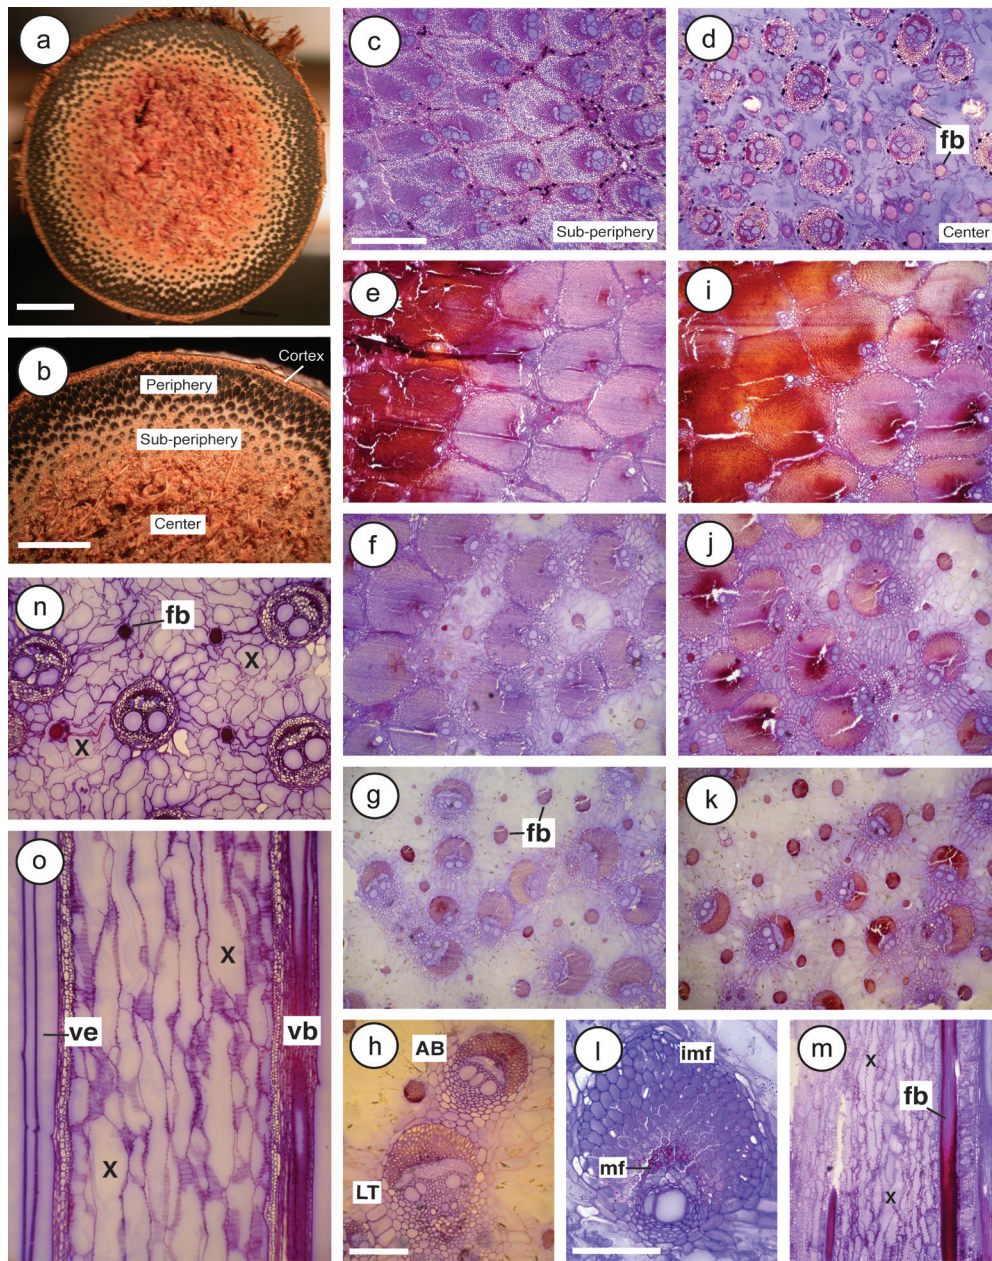 a
c
Sub-periphery
d
fb
Center
b
Cortex
Periphery
Sub-periphery
Center
e
i
f
j
n
fb
X
X
g
fb
k
o
X
ve
vb
X
h
AB
LT
l
imf
mf
m
X
fb
X